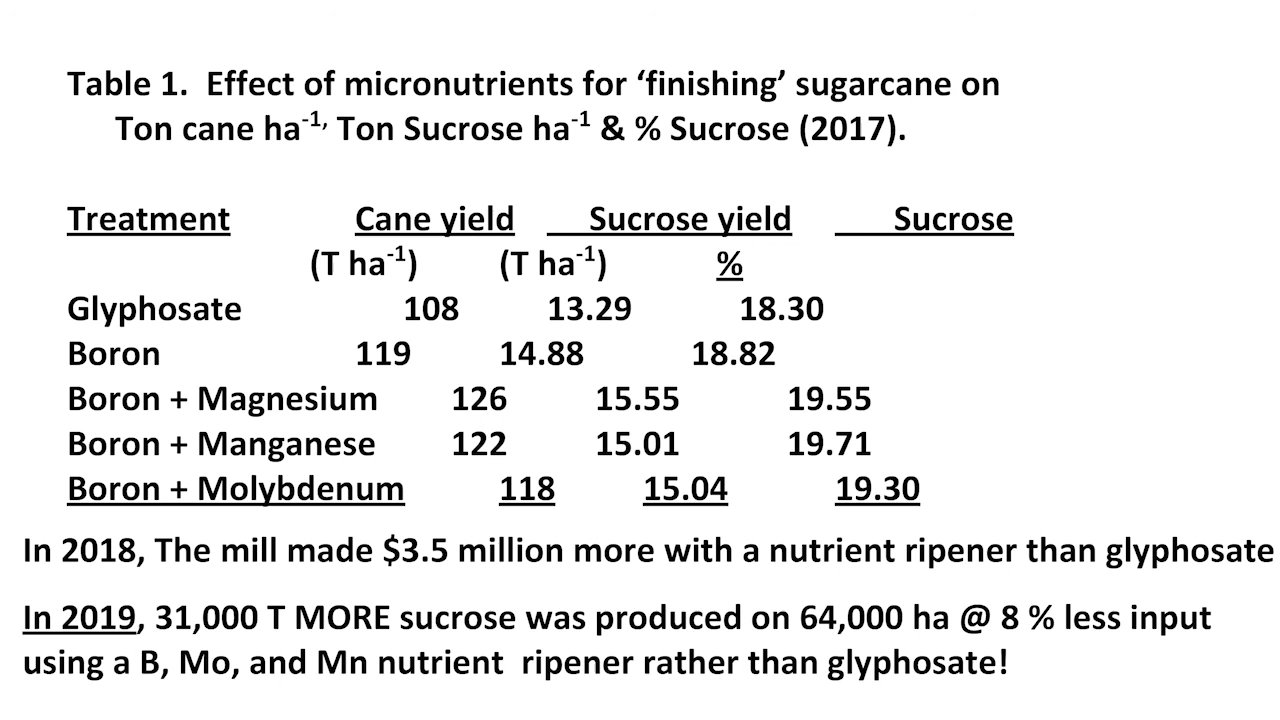 Table 1. Effect of micronutrients for ‘finishing’ sugarcane on
Ton cane ha-1, Ton Sucrose ha-1 & % Sucrose (2017).
Treatment Cane yield Sucrose yield Sucrose
(T ha-1) (T ha-1) %
Glyphosate 108 13.29 18.30
Boron 119 14.88 18.82
Boron + Magnesium 126 15.55 19.55
Boron + Manganese 122 15.01 19.71
Boron + Molybdenum 118 15.04 19.30
In 2018, The mill made $3.5 million more with a nutrient ripener than glyphosate
In 2019, 31,000 T MORE sucrose was produced on 64,000 ha @ 8 % less input
using a B, Mo, and Mn nutrient ripener rather than glyphosate!